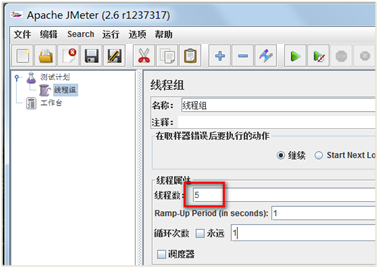 Apache JMeter (2.6 r1237317)
文件 编辑 Search 运行 选项 帮助
测试计划
线程组
工作台
线程组
名称： 线程组
注释：
在取样器错误后要执行的动作
继续 Start Next Lo
线程属性
线程数： 5
Ramp-Up Period (in seconds): 1
循环次数 永远 1
调度器